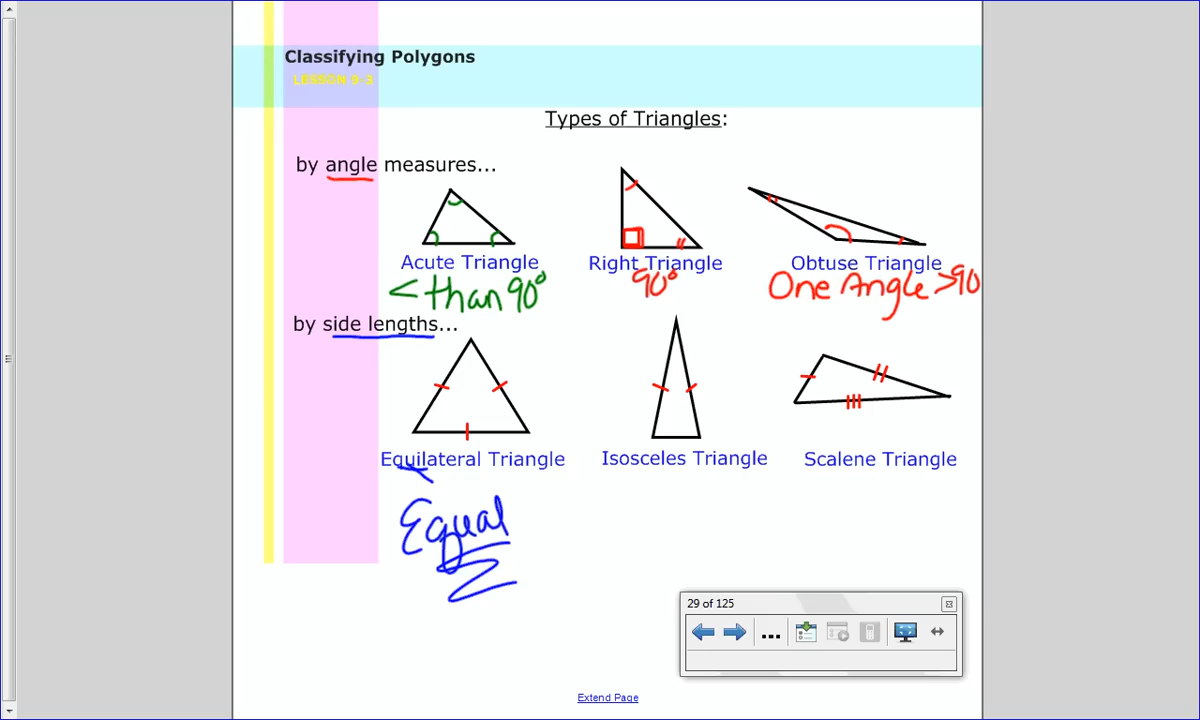 Classifying Polygons
LESSON 9-3
Types of Triangles:
by angle measures...
Acute Triangle Right Triangle Obtuse Triangle
< than 90° 90° One Angle >90
by side lengths...
Equilateral Triangle Isosceles Triangle Scalene Triangle
Equal
29 of 125
...
Extend Page